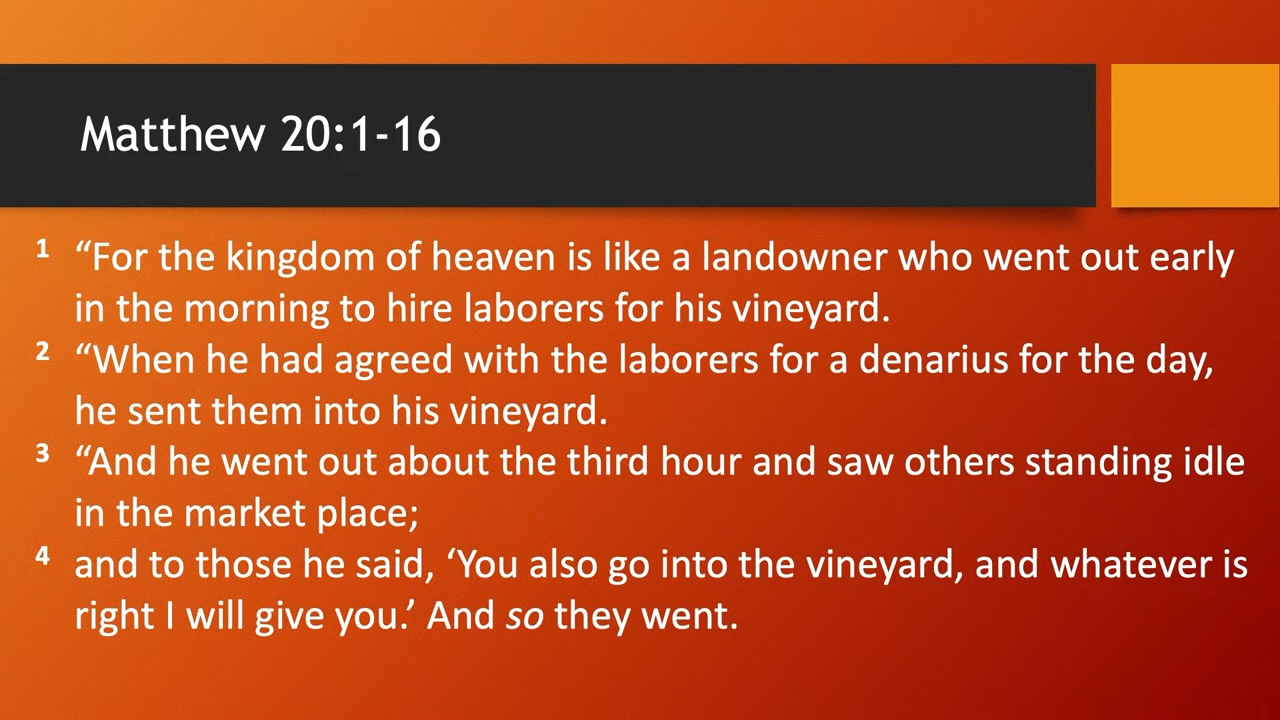 Matthew 20:1-16
1 “For the kingdom of heaven is like a landowner who went out early
in the morning to hire laborers for his vineyard.
2 “When he had agreed with the laborers for a denarius for the day,
he sent them into his vineyard.
3 “And he went out about the third hour and saw others standing idle
in the market place;
4 and to those he said, ‘You also go into the vineyard, and whatever is
right I will give you.’ And so they went.